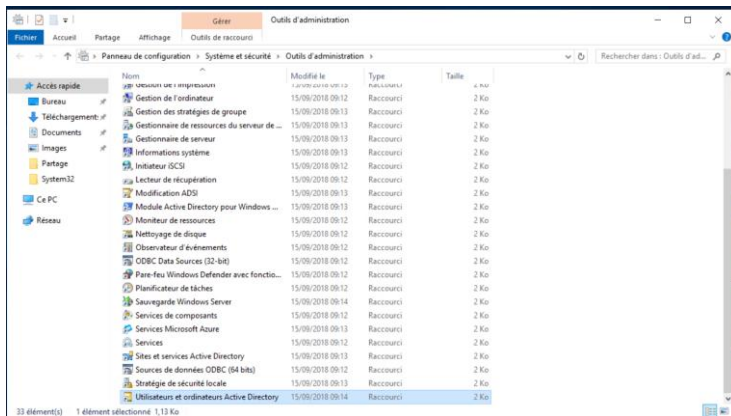 Gérer Outils d'administration
Fichier Accueil Partage Affichage Outils de raccourci
Panneau de configuration > Système et sécurité > Outils d'administration > Rechercher dans : Outils d'ad...
Nom Modifié le Type Taille
Accès rapide
Bureau
Téléchargement:
Documents
Images
Partage
System32
Ce PC
Réseau
Gestion de l'impression 15/09/2018 09:13 Raccourci 2 Ko
Gestion de l'ordinateur 15/09/2018 09:12 Raccourci 2 Ko
Gestion des stratégies de groupe 15/09/2018 09:13 Raccourci 2 Ko
Gestionnaire de ressources du serveur de ... 15/09/2018 09:13 Raccourci 2 Ko
Gestionnaire de serveur 15/09/2018 09:12 Raccourci 2 Ko
Informations système 15/09/2018 09:12 Raccourci 2 Ko
Initiateur iSCSI 15/09/2018 09:12 Raccourci 2 Ko
Lecteur de récupération 15/09/2018 09:12 Raccourci 2 Ko
Modification ADSI 15/09/2018 09:13 Raccourci 2 Ko
Module Active Directory pour Windows ... 15/09/2018 09:13 Raccourci 2 Ko
Moniteur de ressources 15/09/2018 09:12 Raccourci 2 Ko
Nettoyage de disque 15/09/2018 09:12 Raccourci 2 Ko
Observateur d'événements 15/09/2018 09:12 Raccourci 2 Ko
ODBC Data Sources (32-bit) 15/09/2018 09:12 Raccourci 2 Ko
Pare-feu Windows Defender avec fonctio... 15/09/2018 09:12 Raccourci 2 Ko
Planificateur de tâches 15/09/2018 09:12 Raccourci 2 Ko
Sauvegarde Windows Server 15/09/2018 09:14 Raccourci 2 Ko
Services de composants 15/09/2018 09:12 Raccourci 2 Ko
Services Microsoft Azure 15/09/2018 09:13 Raccourci 2 Ko
Services 15/09/2018 09:12 Raccourci 2 Ko
Sites et services Active Directory 15/09/2018 09:13 Raccourci 2 Ko
Sources de données ODBC (64 bits) 15/09/2018 09:12 Raccourci 2 Ko
Stratégie de sécurité locale 15/09/2018 09:13 Raccourci 2 Ko
Utilisateurs et ordinateurs Active Directory 15/09/2018 09:14 Raccourci 2 Ko
33 élément(s) 1 élément sélectionné 1,13 Ko